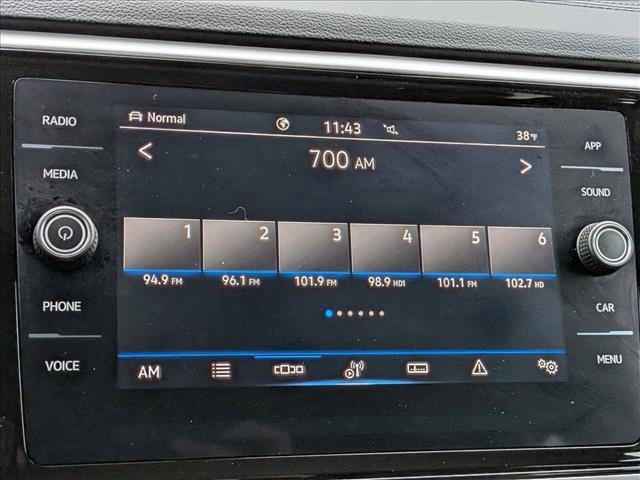 RADIO
MEDIA
PHONE
VOICE
Normal 11:43 38°F
< 700 AM >
1 2 3 4 5 6
94.9 FM 96.1 FM 101.9 FM 98.9 HD1 101.1 FM 102.7 HD
AM
APP
SOUND
CAR
MENU